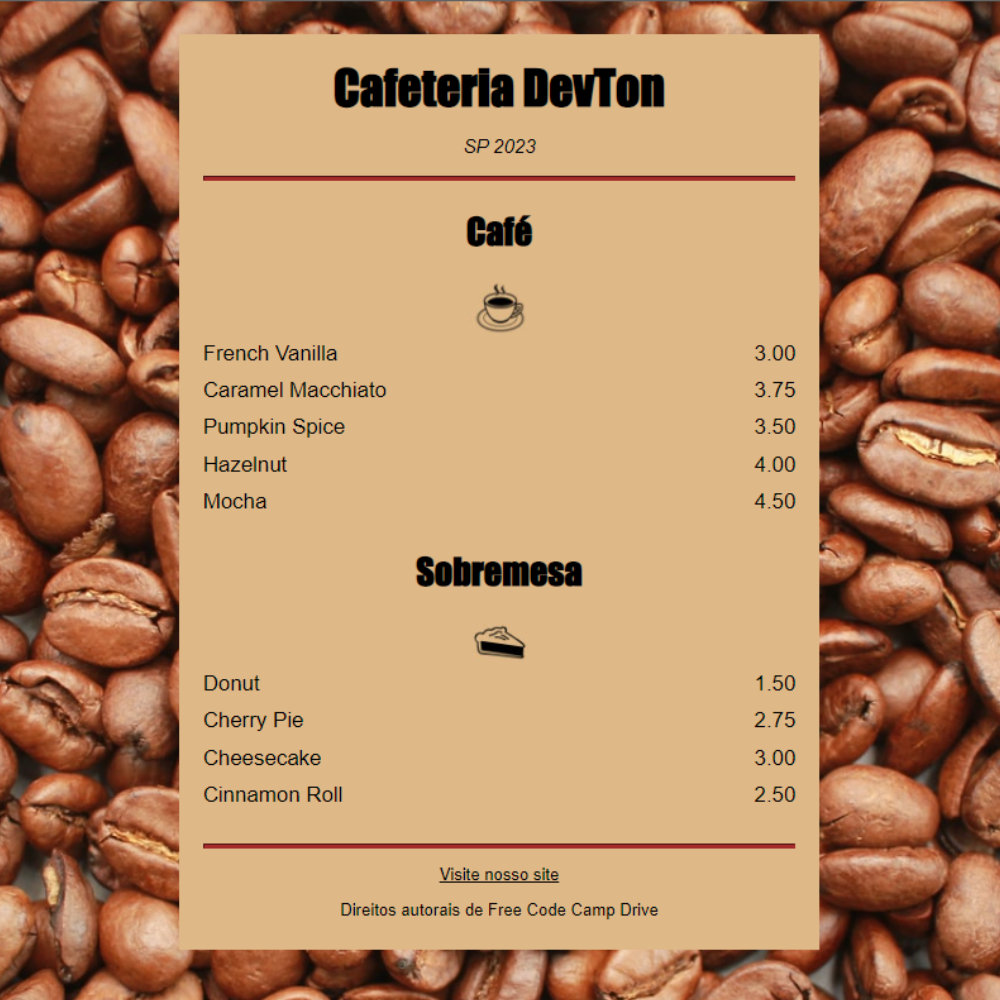 Cafeteria DevTon
SP 2023
Café
French Vanilla 3.00
Caramel Macchiato 3.75
Pumpkin Spice 3.50
Hazelnut 4.00
Mocha 4.50
Sobremesa
Donut 1.50
Cherry Pie 2.75
Cheesecake 3.00
Cinnamon Roll 2.50
Visite nosso site
Direitos autorais de Free Code Camp Drive